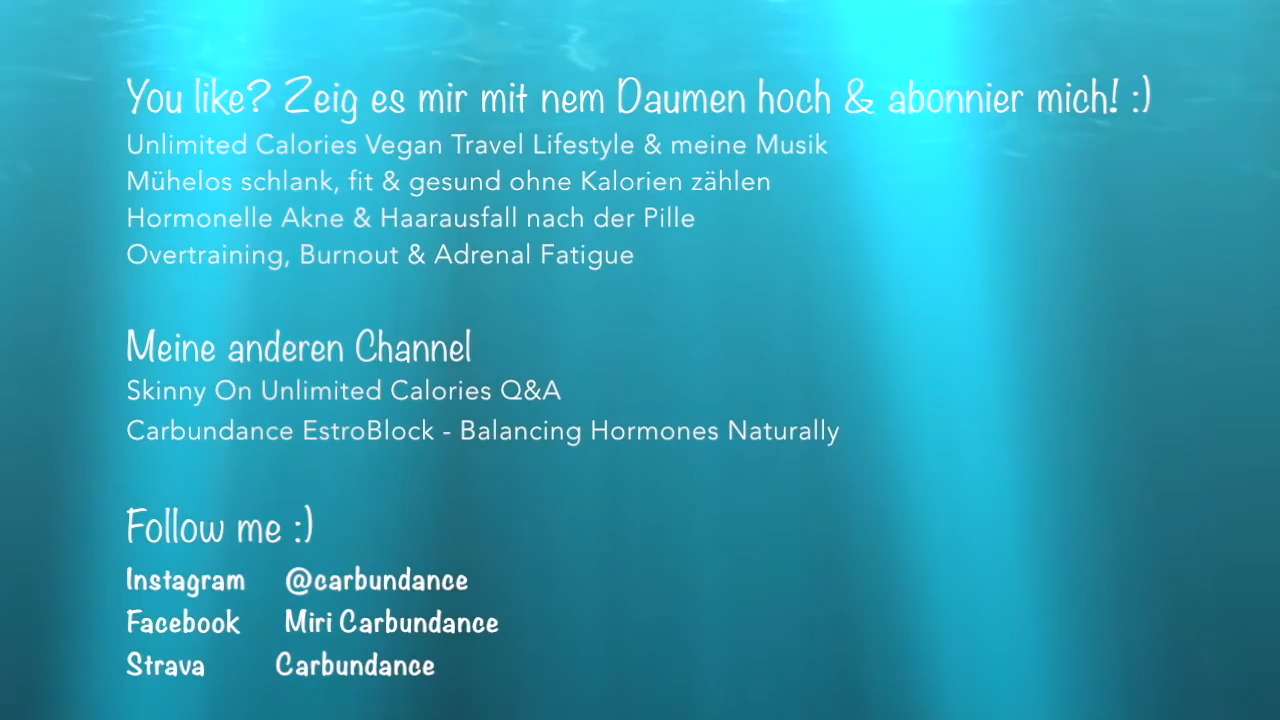 You like? Zeig es mir mit nem Daumen hoch & abonnier mich! :)
Unlimited Calories Vegan Travel Lifestyle & meine Musik
Mühelos schlank, fit & gesund ohne Kalorien zählen
Hormonelle Akne & Haarausfall nach der Pille
Overtraining, Burnout & Adrenal Fatigue
Meine anderen Channel
Skinny On Unlimited Calories Q&A
Carbundance EstroBlock - Balancing Hormones Naturally
Follow me :)
Instagram @carbundance
Facebook Miri Carbundance
Strava Carbundance